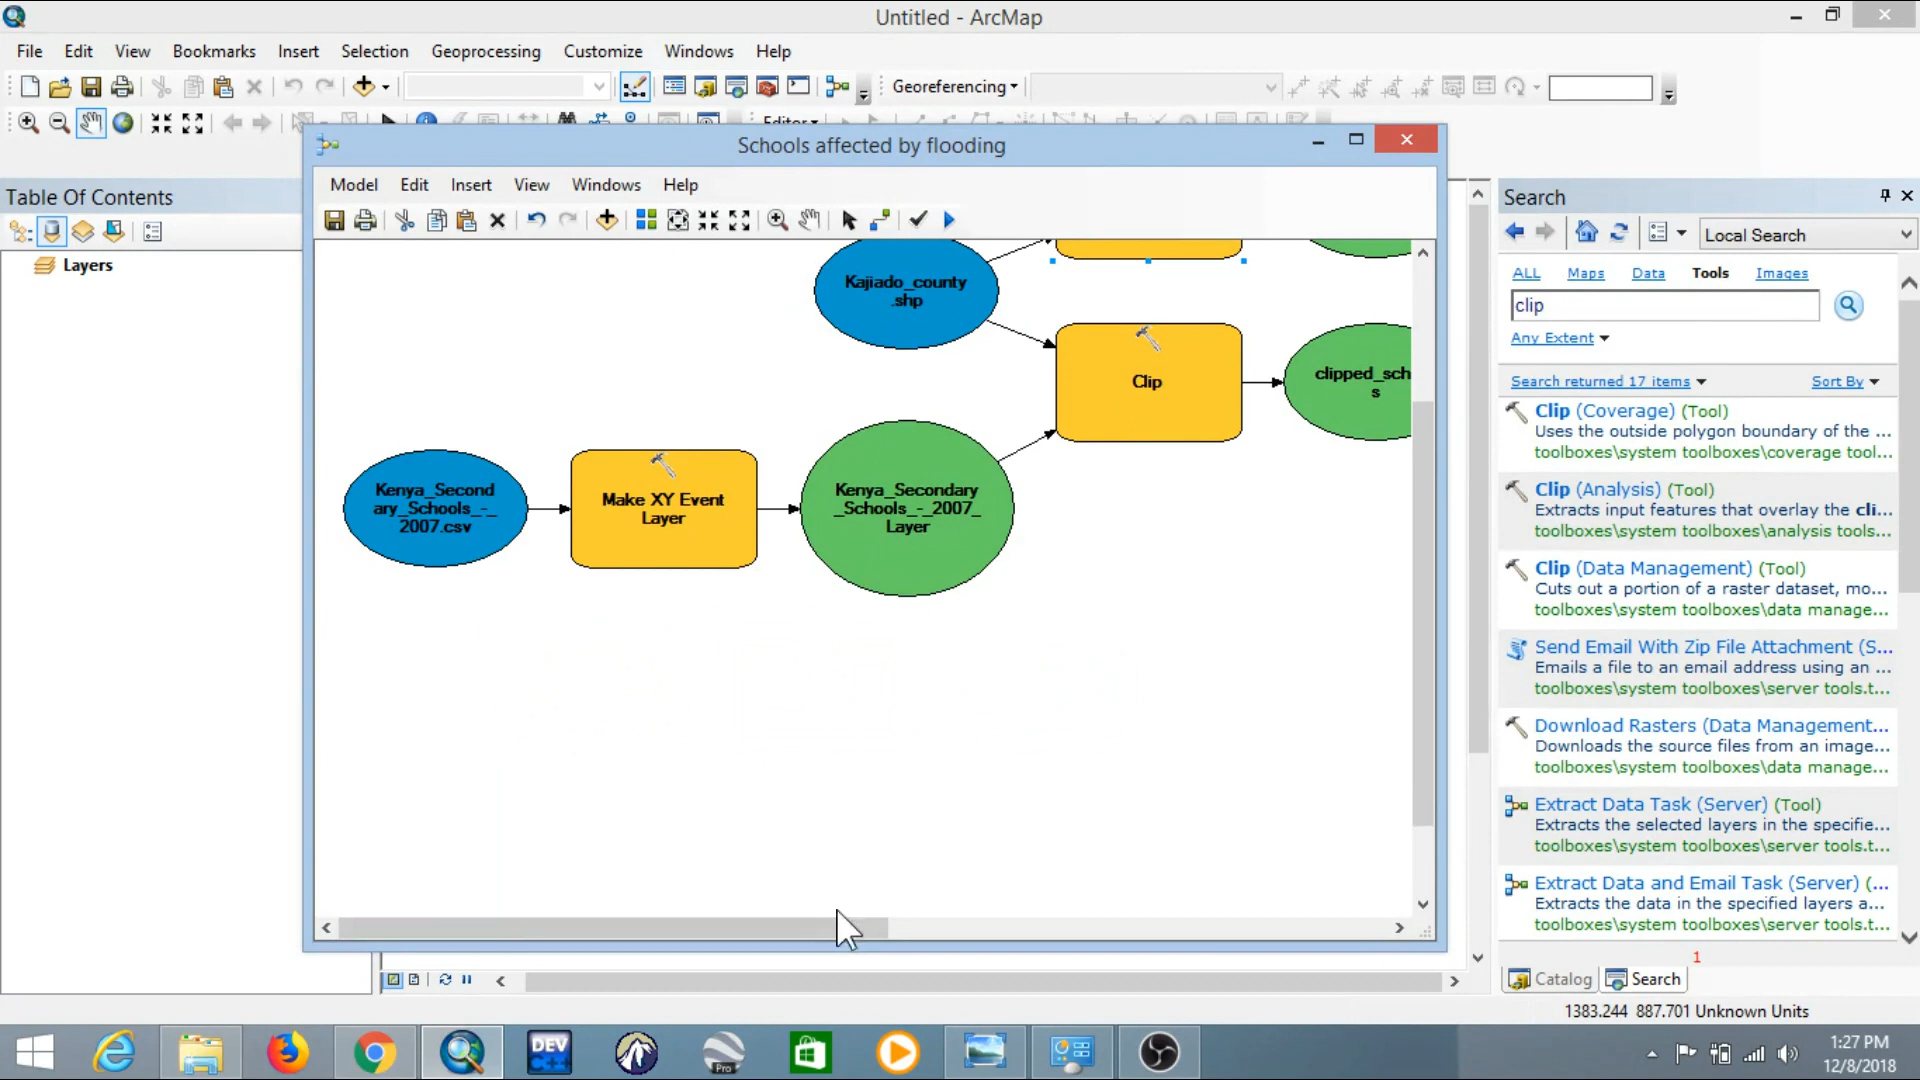 Untitled - ArcMap
File Edit View Bookmarks Insert Selection Geoprocessing Customize Windows Help
Georeferencing
Editor
Table Of Contents
Layers
Schools affected by flooding
Model Edit Insert View Windows Help
Kajiado_county
.shp
Clip
clipped_sch
s
Kenya_Second
ary_Schools_-_
2007.csv
Make XY Event
Layer
Kenya_Secondary
_Schools_-_2007_
Layer
Search
Local Search
ALL Maps Data Tools Images
clip
Any Extent
Search returned 17 items Sort By
Clip (Coverage) (Tool)
Uses the outside polygon boundary of the ...
toolboxes\system toolboxes\coverage tool...
Clip (Analysis) (Tool)
Extracts input features that overlay the cli...
toolboxes\system toolboxes\analysis tools...
Clip (Data Management) (Tool)
Cuts out a portion of a raster dataset, mo...
toolboxes\system toolboxes\data manage...
Send Email With Zip File Attachment (S...
Emails a file to an email address using an ...
toolboxes\system toolboxes\server tools.t...
Download Rasters (Data Management...
Downloads the source files from an image...
toolboxes\system toolboxes\data manage...
Extract Data Task (Server) (Tool)
Extracts the selected layers in the specifie...
toolboxes\system toolboxes\server tools.t...
Extract Data and Email Task (Server) (...
Extracts the data in the specified layers a...
toolboxes\system toolboxes\server tools.t...
1
Catalog Search
1383.244 887.701 Unknown Units
DEV
C++
Pro
1:27 PM
12/8/2018